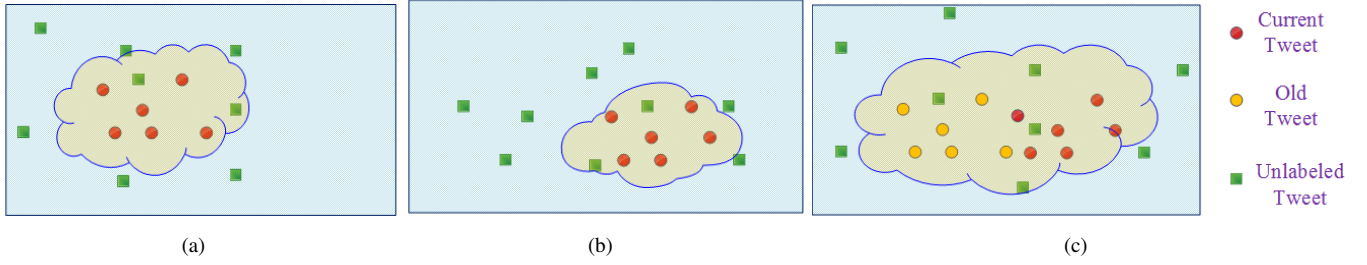 Current
Tweet
Old
Tweet
Unlabeled
Tweet
(a)
(b)
(c)